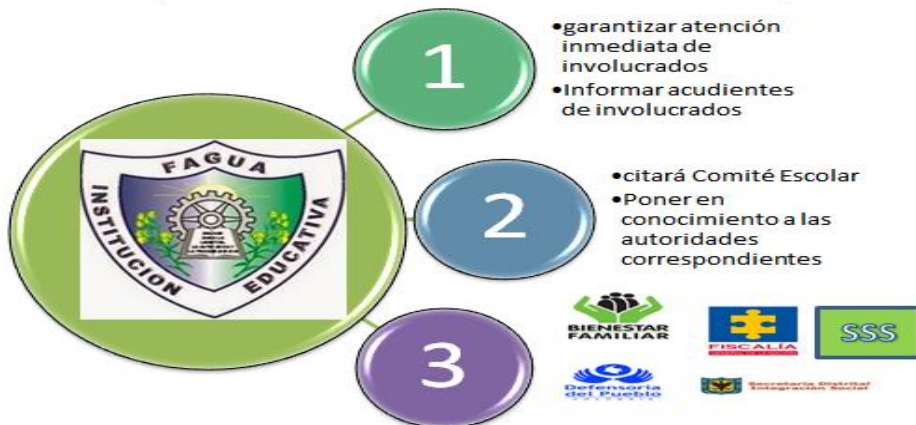 1
•garantizar atención
inmediata de
involucrados
•Informar acudientes
de involucrados
FAGUA
INSTITUCION
EDUCATIVA
2
•citará Comité Escolar
•Poner en
conocimiento a las
autoridades
correspondientes
3
BIENESTAR
FAMILIAR
FISCALÍA
SSS
Defensoría
del Pueblo
Secretaría Distrital
Integración Social